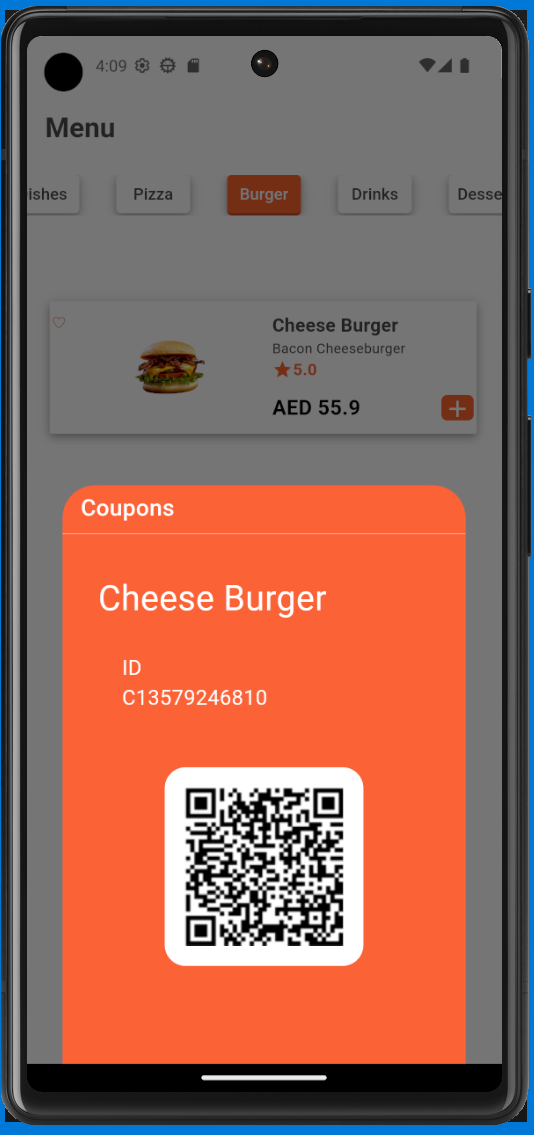 4:09
Menu
ishes Pizza Burger Drinks Desse
Cheese Burger
Bacon Cheeseburger
5.0
AED 55.9
Coupons
Cheese Burger
ID
C13579246810